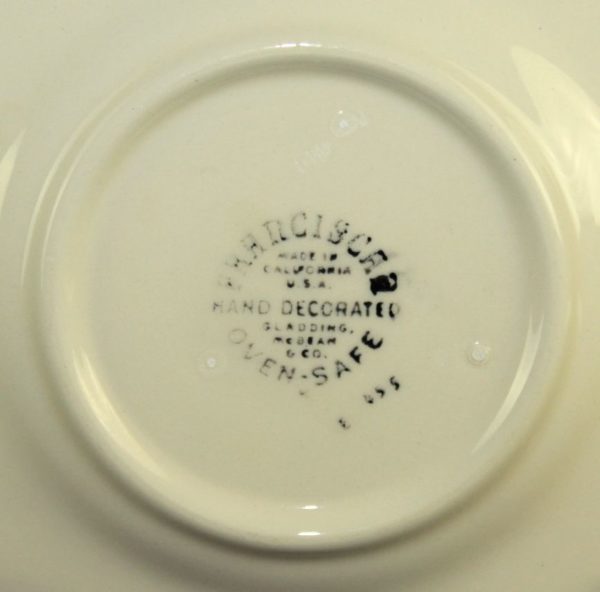 FRANCISCAN
MADE IN
CALIFORNIA
U.S.A.
HAND DECORATED
GLADDING,
McBEAN
& CO.
OVEN-SAFE